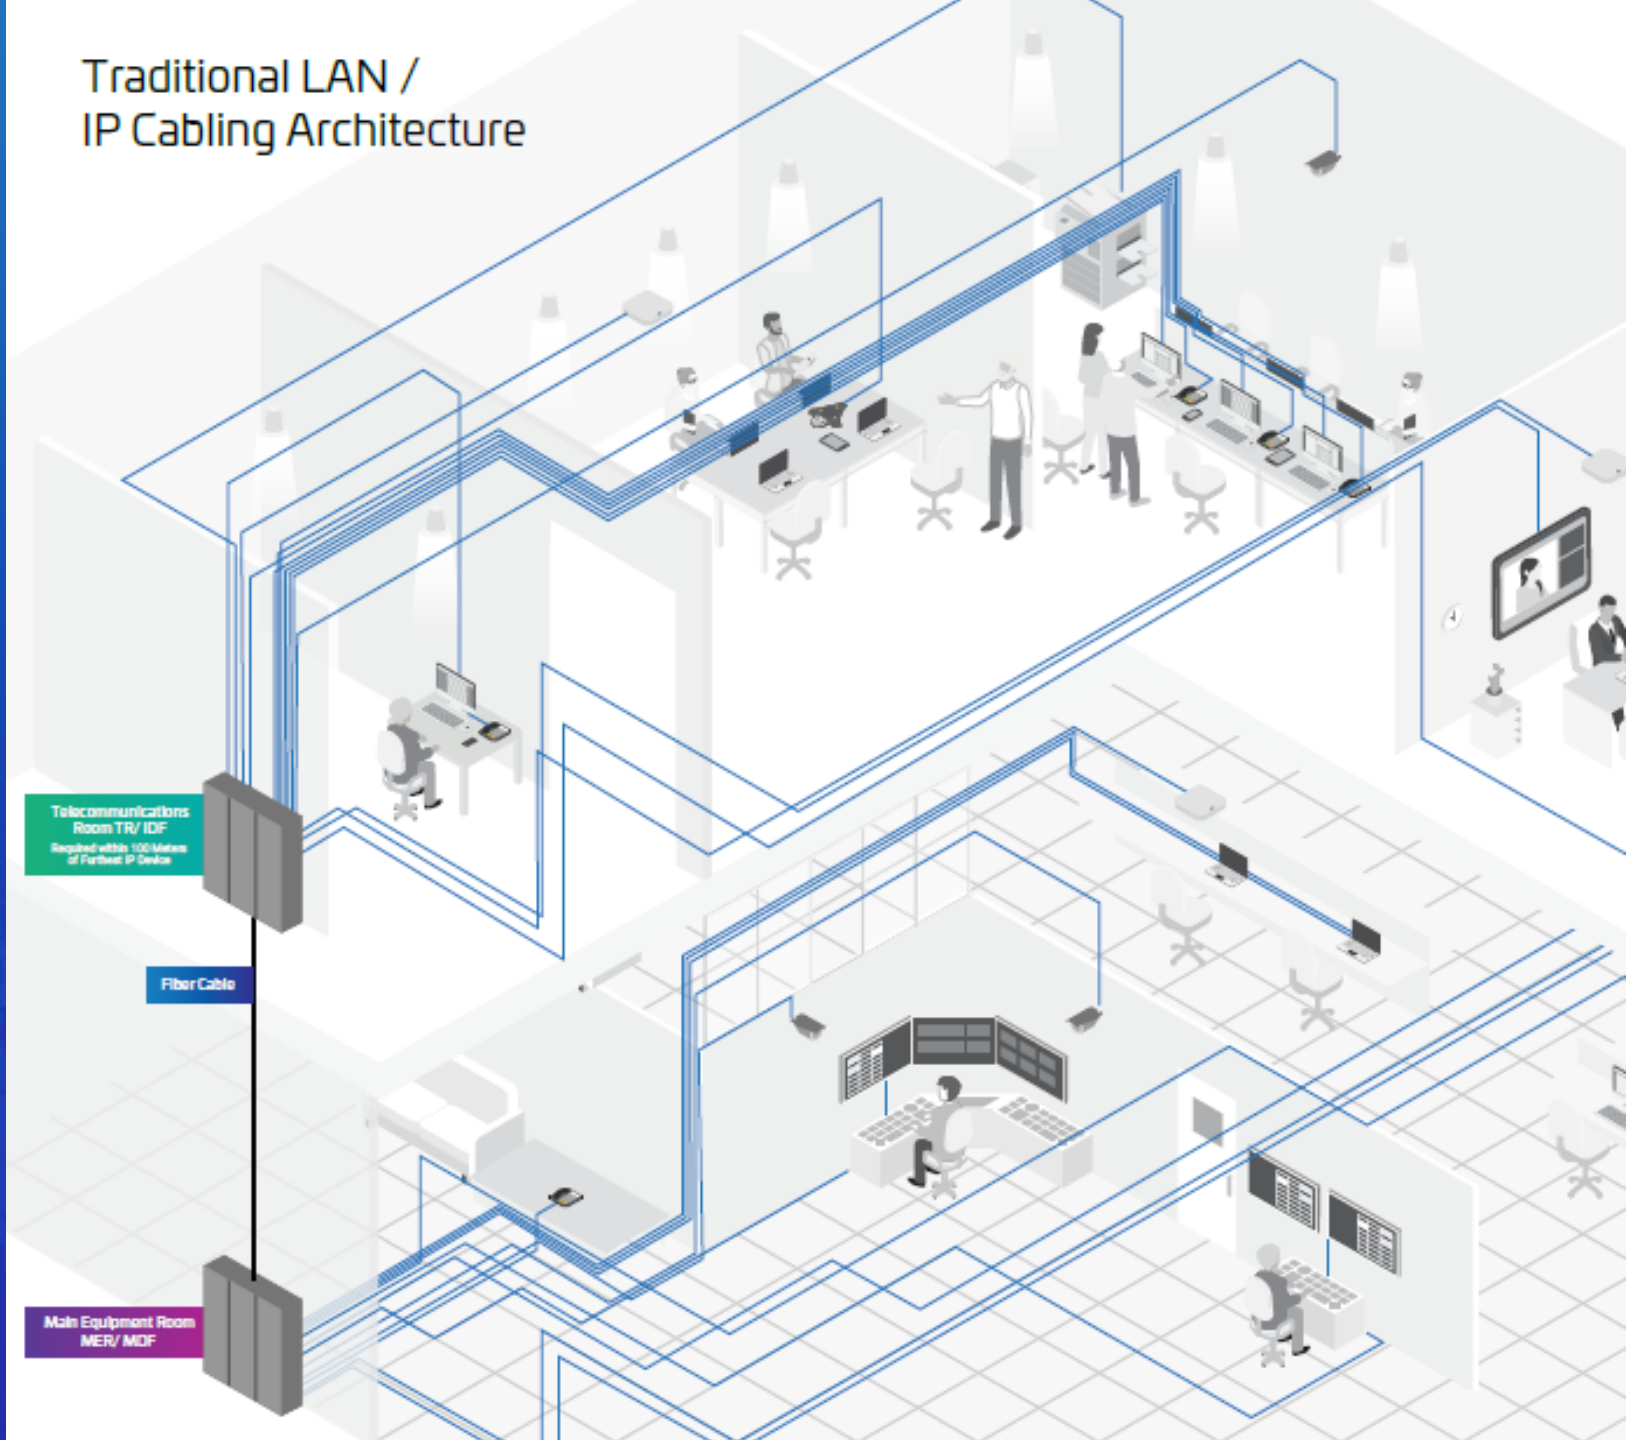 Traditional LAN /
IP Cabling Architecture
Telecommunications
Room TR/ IDF
Required within 100 Meters
of Furthest IP Device
Fiber Cable
Main Equipment Room
MER/ MDF